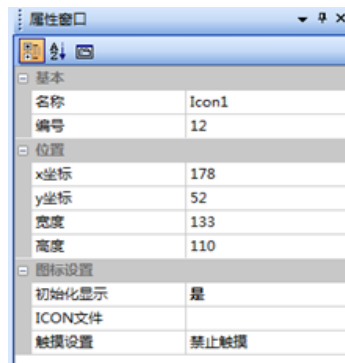 属性窗口
基本
名称 Icon1
编号 12
位置
x坐标 178
y坐标 52
宽度 133
高度 110
图标设置
初始化显示 是
ICON文件
触摸设置 禁止触摸